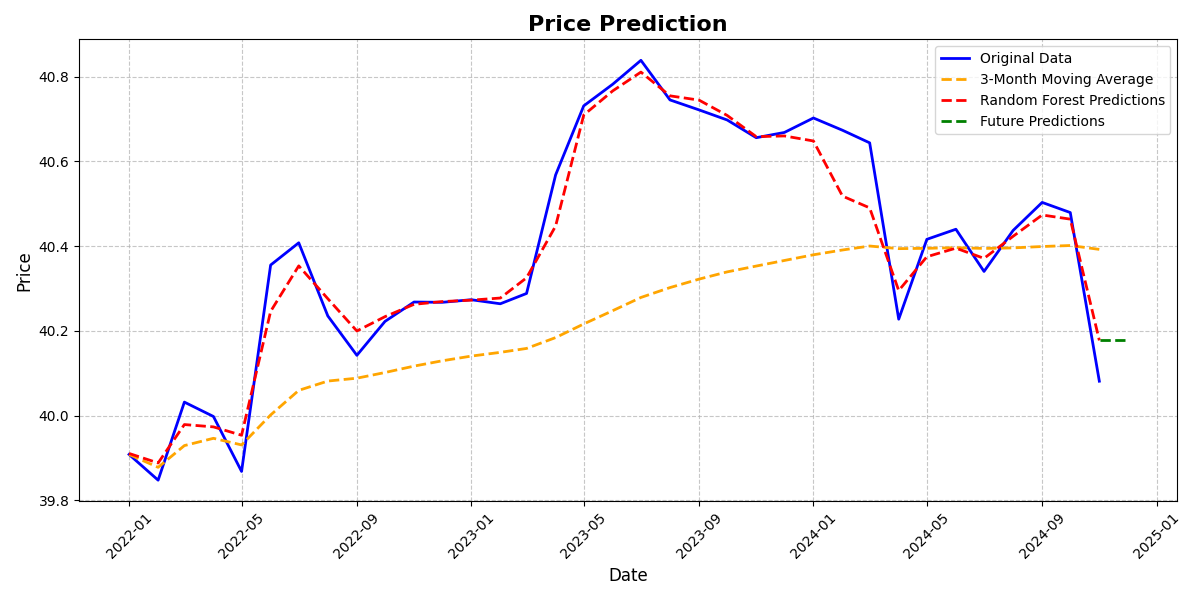 Price Prediction
Original Data
3-Month Moving Average
Random Forest Predictions
Future Predictions
Price
40.8
40.6
40.4
40.2
40.0
39.8
2022-01
2022-05
2022-09
2023-01
2023-05
2023-09
2024-01
2024-05
2024-09
2025-01
Date